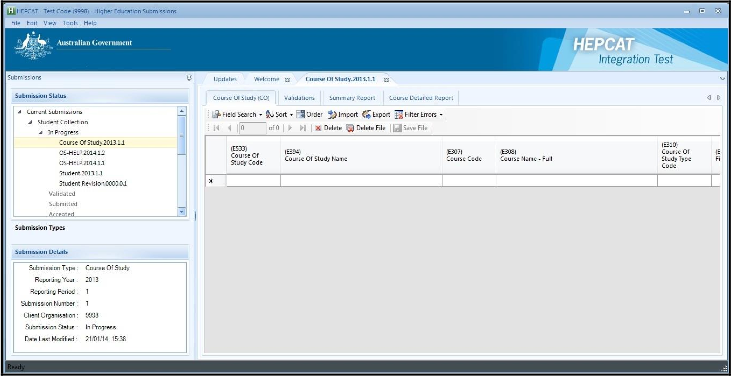 HEPCAT - Test Code (9998) - Higher Education Submissions
File Edit View Tools Help
Australian Government
HEPCAT
Integration Test
Submissions
Updates Welcome Course Of Study.2013.1.1
Submission Status
Course Of Study (CO) Validations Summary Report Course Detailed Report
Current Submissions
Student Collection
In Progress
Course Of Study.2013.1.1
OS-HELP.2014.1.2
OS-HELP.2014.1.1
Student.2013.1.1
Student Revision.0000.0.1
Validated
Submitted
Accepted
Field Search Sort Order Import Export Filter Errors
0 of 0 Delete Delete File Save File
(E533) Course Of Study Code
(E394) Course Of Study Name
(E307) Course Code
(E308) Course Name - Full
(E310) Course Of Study Type Code
Submission Types
Submission Details
Submission Type : Course Of Study
Reporting Year : 2013
Reporting Period : 1
Submission Number : 1
Client Organisation : 9998
Submission Status : In Progress
Date Last Modified : 21/01/14 15:38
Ready